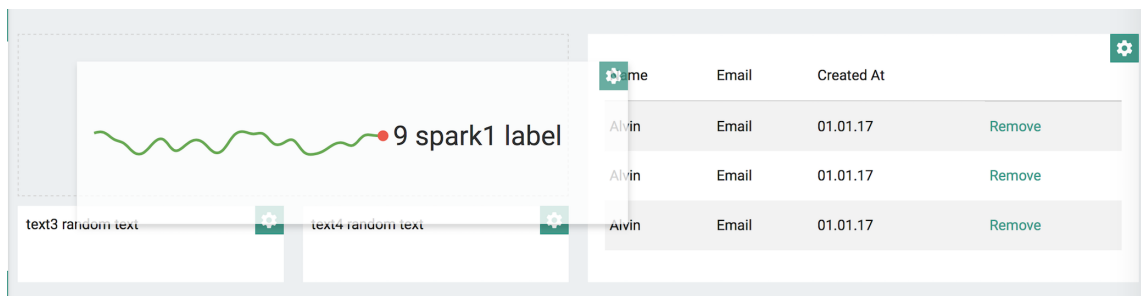 9 spark1 label
text3 random text
text4 random text
Name Email Created At
Alvin Email 01.01.17 Remove
Alvin Email 01.01.17 Remove
Alvin Email 01.01.17 Remove